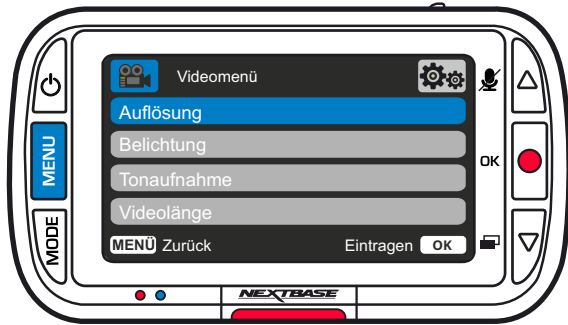 Videomenü
Auflösung
Belichtung
Tonaufnahme
Videolänge
MENÜ Zurück
Eintragen OK
MENU
MODE
OK
NEXTBASE